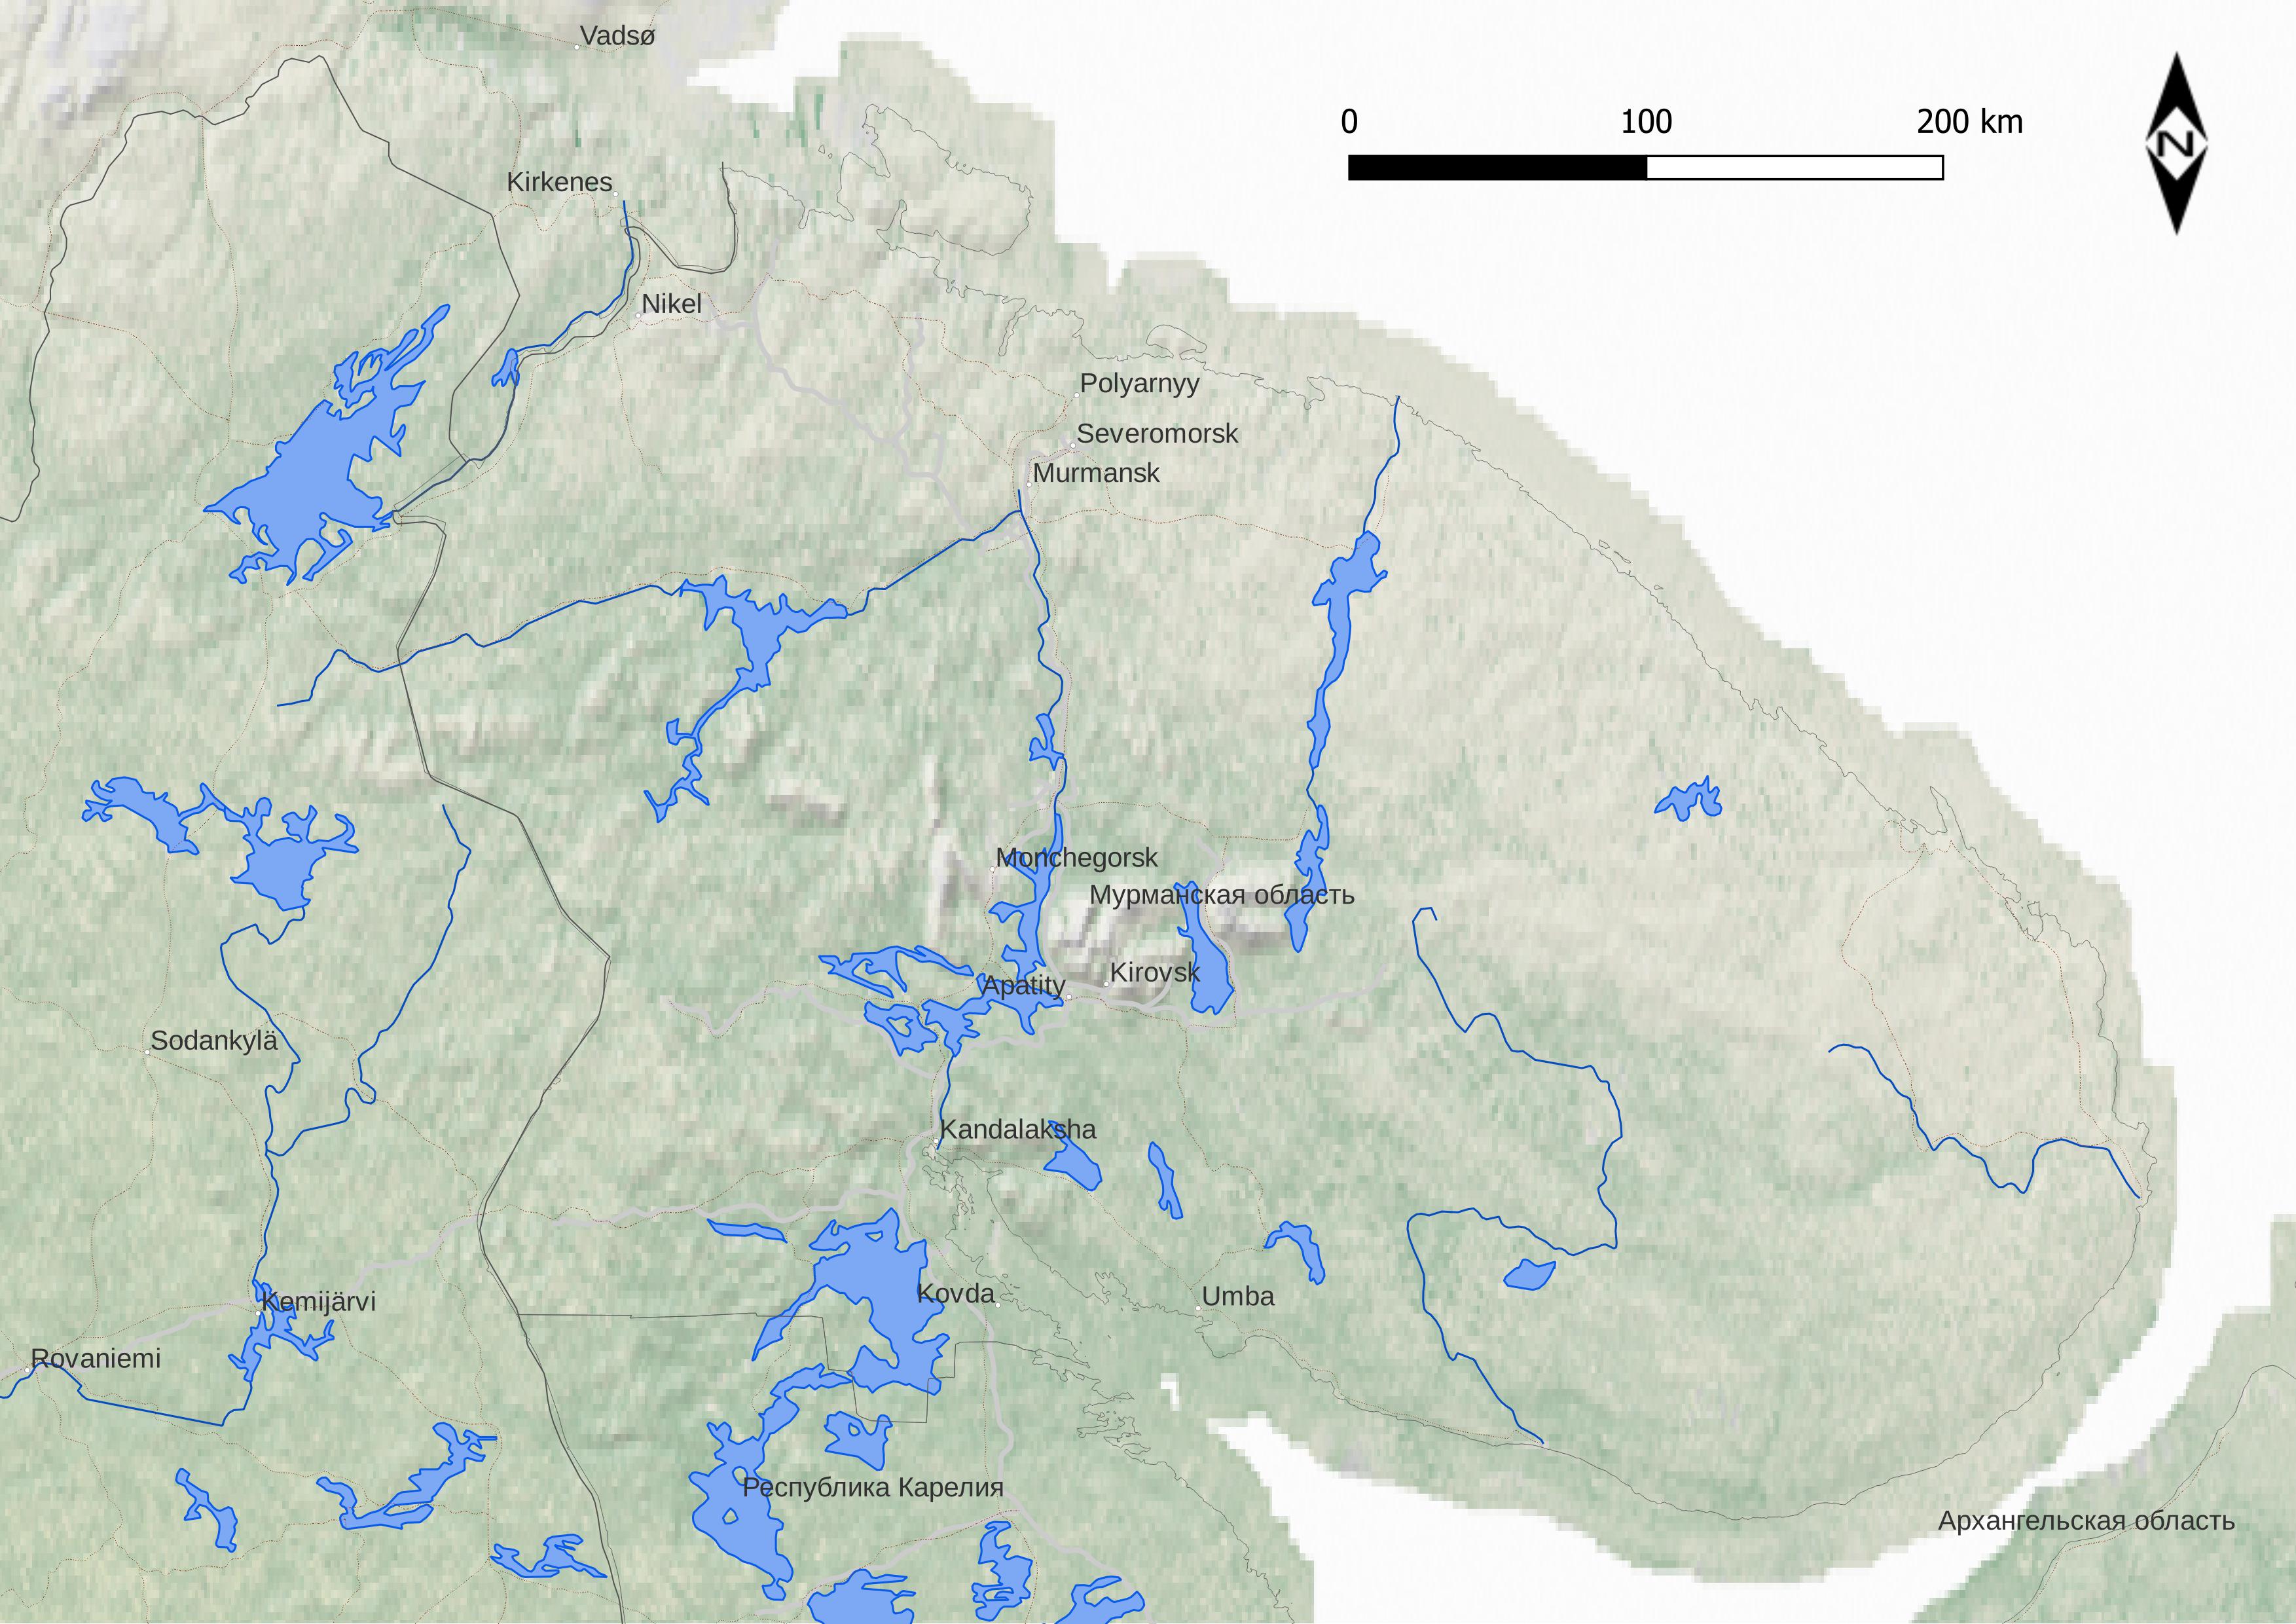 Vadsø
0 100 200 km
N
Kirkenes
Nikel
Polyarnyy
Severomorsk
Murmansk
Monchegorsk
Мурманская область
Kirovsk
Apatity
Sodankylä
Kandalaksha
Kovda
Umba
Kemijärvi
Rovaniemi
Республика Карелия
Архангельская область